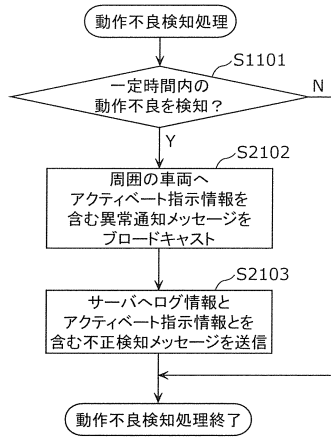 動作不良検知処理
S1101
一定時間内の
動作不良を検知？
N
Y
S2102
周囲の車両へ
アクティベート指示情報を
含む異常通知メッセージを
ブロードキャスト
S2103
サーバへログ情報と
アクティベート指示情報とを
含む不正検知メッセージを送信
動作不良検知処理終了